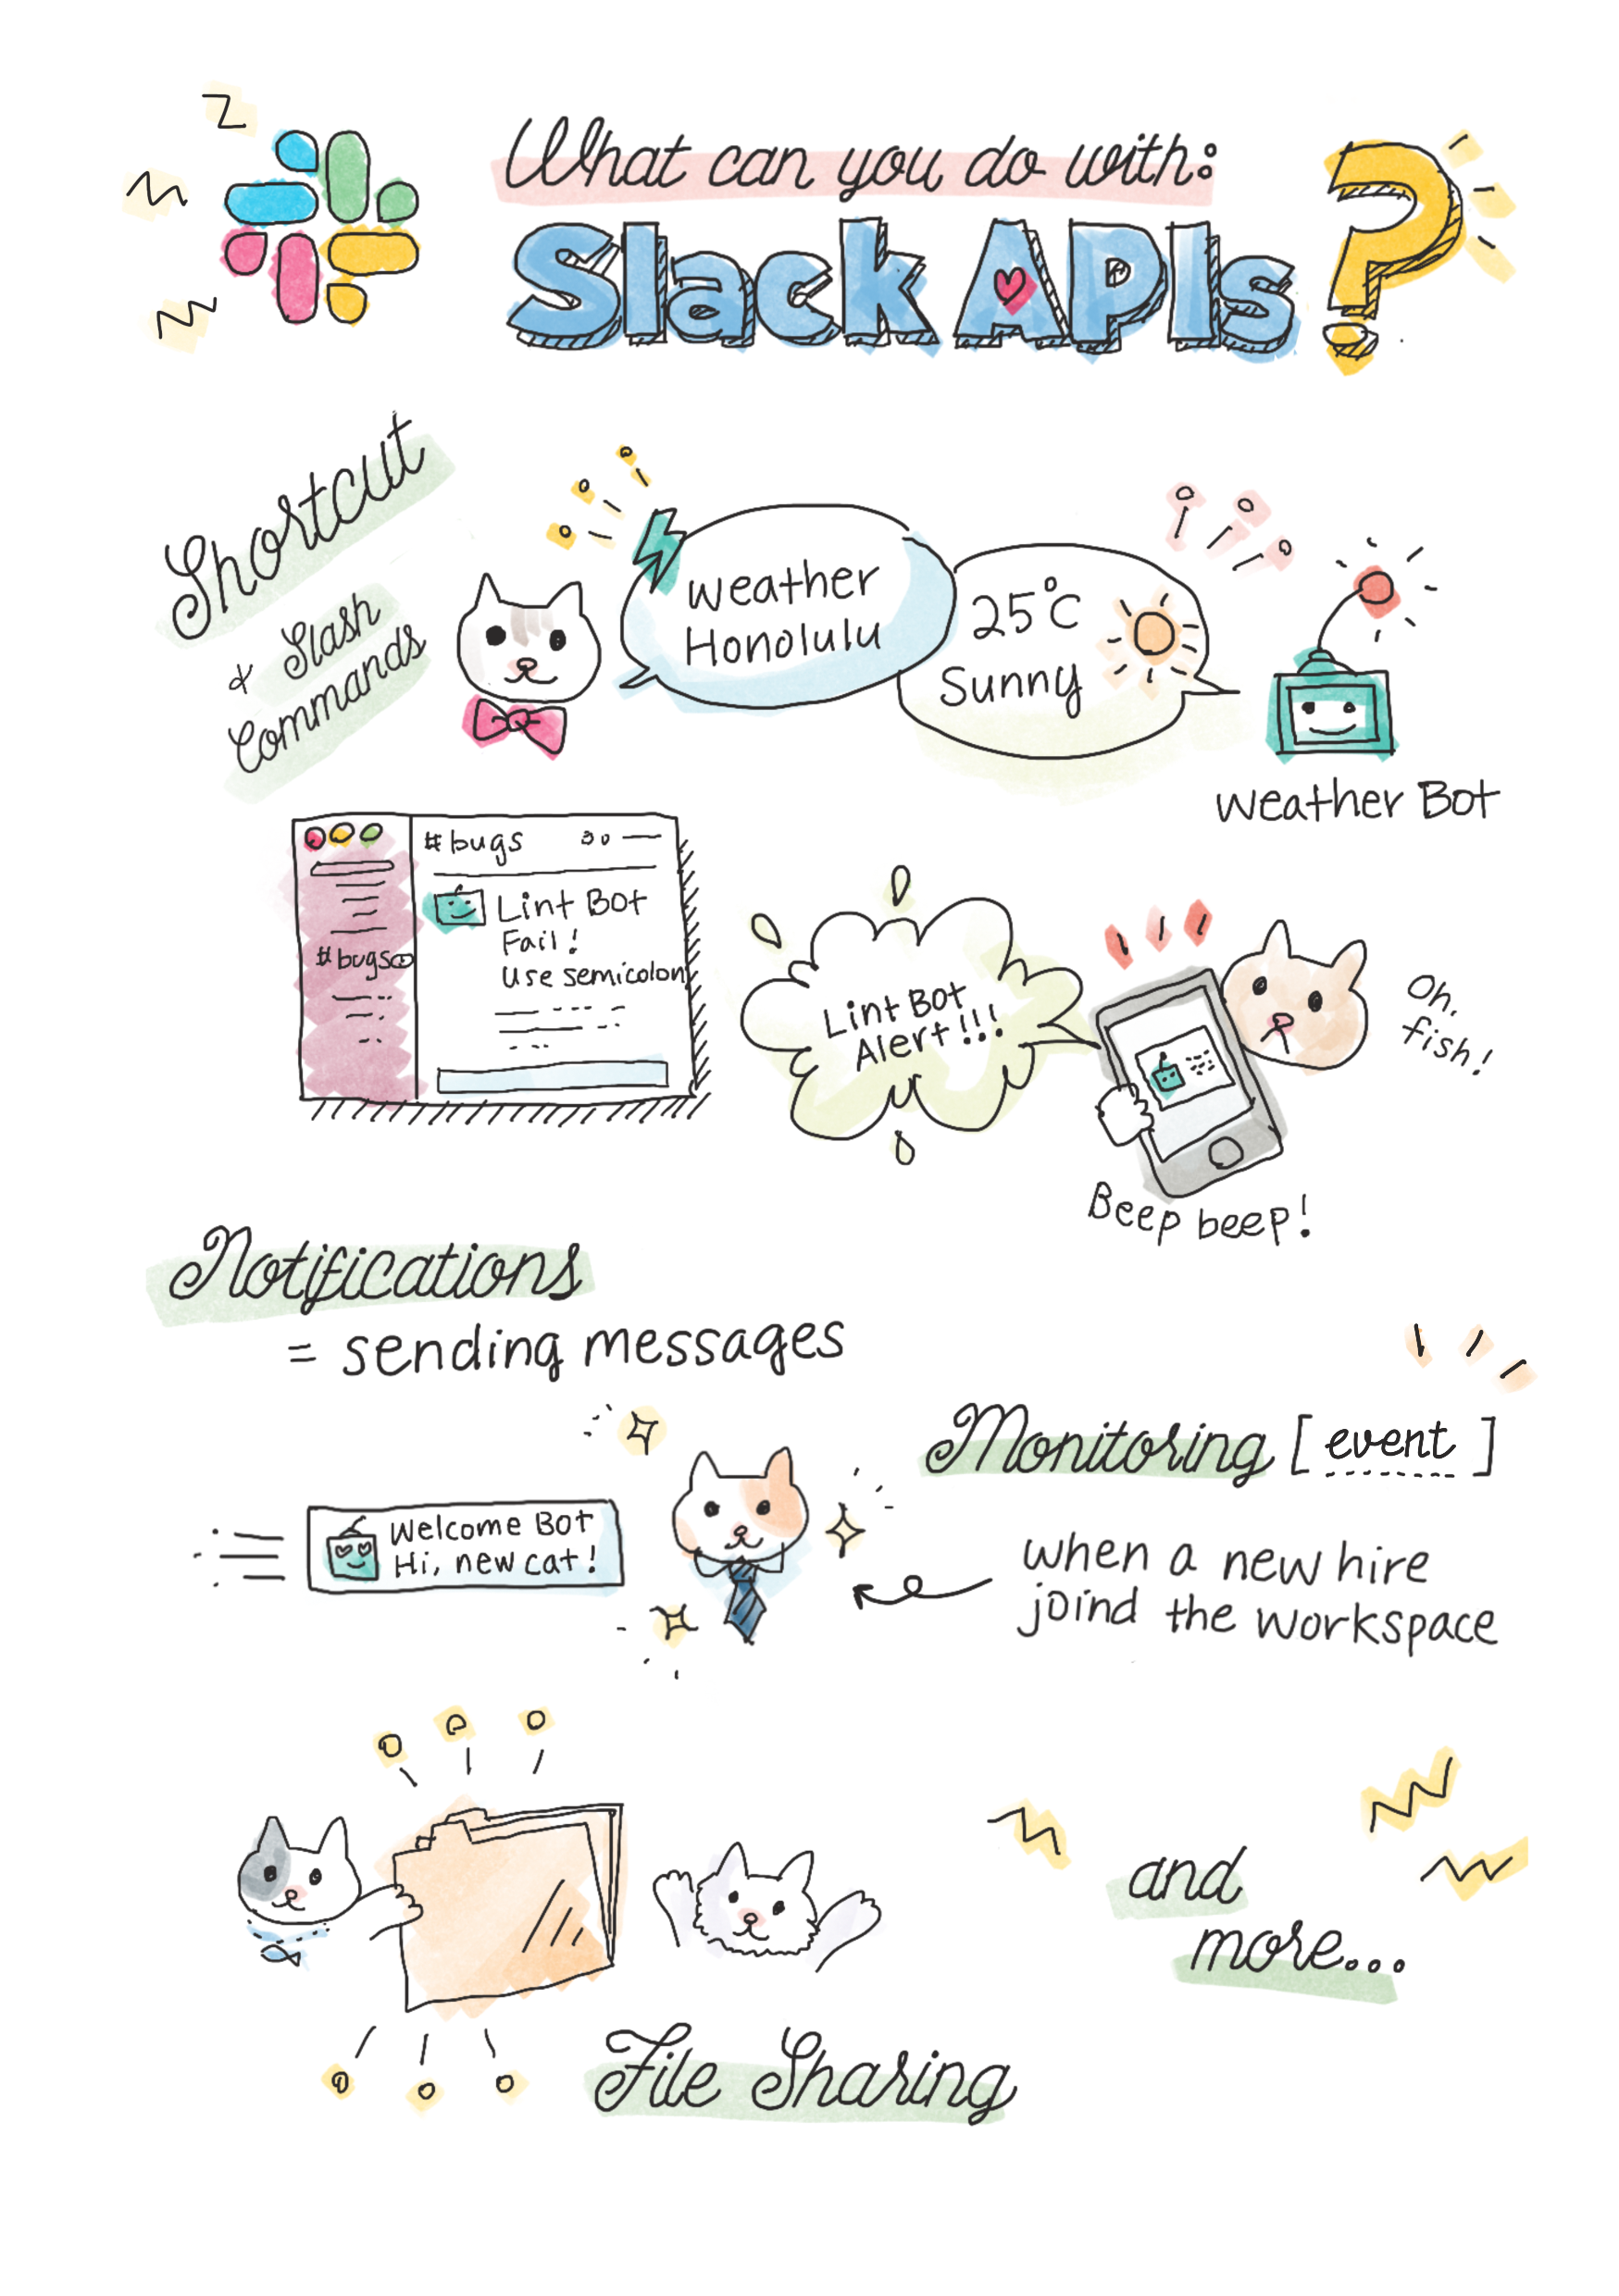 What can you do with:
Slack APIs?
Shortcut
& Slash
Commands
weather
Honolulu
25°C
Sunny
Weather Bot
#bugs
Lint Bot
Fail!
Use semicolon
#bugs
Lint Bot
Alert!!!
Oh,
fish!
Beep beep!
Notifications
= sending messages
Monitoring [event]
Welcome Bot
Hi, new cat!
when a new hire
joind the workspace
and
more...
File Sharing